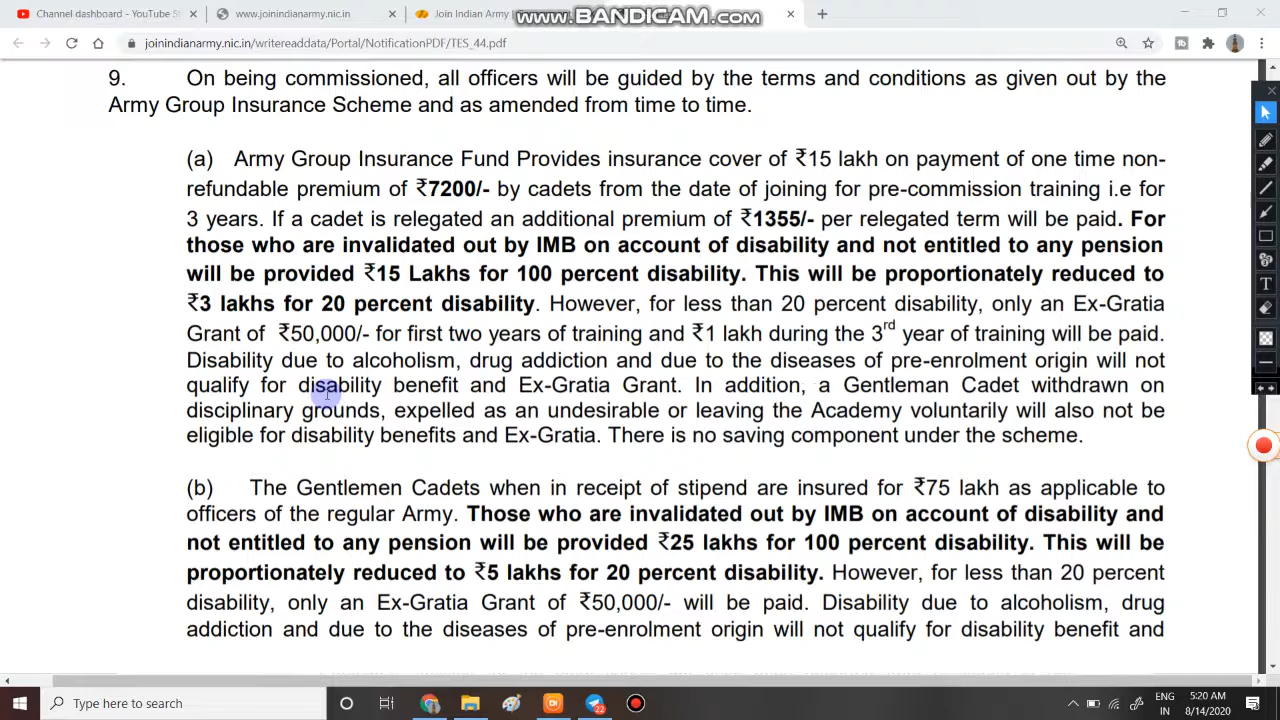 Channel dashboard - YouTube St
www.joinindianarmy.nic.in
Join Indian Army
www.BANDICAM.com
joinindianarmy.nic.in/writereaddata/Portal/NotificationPDF/TES_44.pdf
9. On being commissioned, all officers will be guided by the terms and conditions as given out by the
Army Group Insurance Scheme and as amended from time to time.
(a) Army Group Insurance Fund Provides insurance cover of ₹15 lakh on payment of one time non-
refundable premium of ₹7200/- by cadets from the date of joining for pre-commission training i.e for
3 years. If a cadet is relegated an additional premium of ₹1355/- per relegated term will be paid. For
those who are invalidated out by IMB on account of disability and not entitled to any pension
will be provided ₹15 Lakhs for 100 percent disability. This will be proportionately reduced to
₹3 lakhs for 20 percent disability. However, for less than 20 percent disability, only an Ex-Gratia
Grant of ₹50,000/- for first two years of training and ₹1 lakh during the 3rd year of training will be paid.
Disability due to alcoholism, drug addiction and due to the diseases of pre-enrolment origin will not
qualify for disability benefit and Ex-Gratia Grant. In addition, a Gentleman Cadet withdrawn on
disciplinary grounds, expelled as an undesirable or leaving the Academy voluntarily will also not be
eligible for disability benefits and Ex-Gratia. There is no saving component under the scheme.
(b) The Gentlemen Cadets when in receipt of stipend are insured for ₹75 lakh as applicable to
officers of the regular Army. Those who are invalidated out by IMB on account of disability and
not entitled to any pension will be provided ₹25 lakhs for 100 percent disability. This will be
proportionately reduced to ₹5 lakhs for 20 percent disability. However, for less than 20 percent
disability, only an Ex-Gratia Grant of ₹50,000/- will be paid. Disability due to alcoholism, drug
addiction and due to the diseases of pre-enrolment origin will not qualify for disability benefit and
Type here to search
22
ENG
IN
5:20 AM
8/14/2020